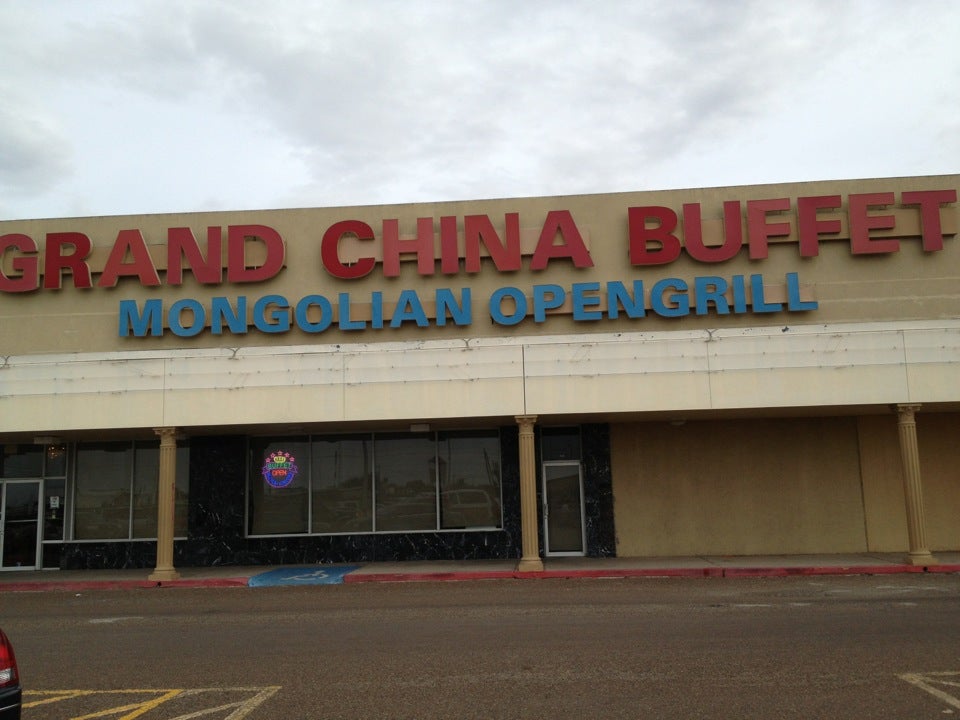 GRAND CHINA BUFFET
MONGOLIAN OPENGRILL
BUFFET
OPEN